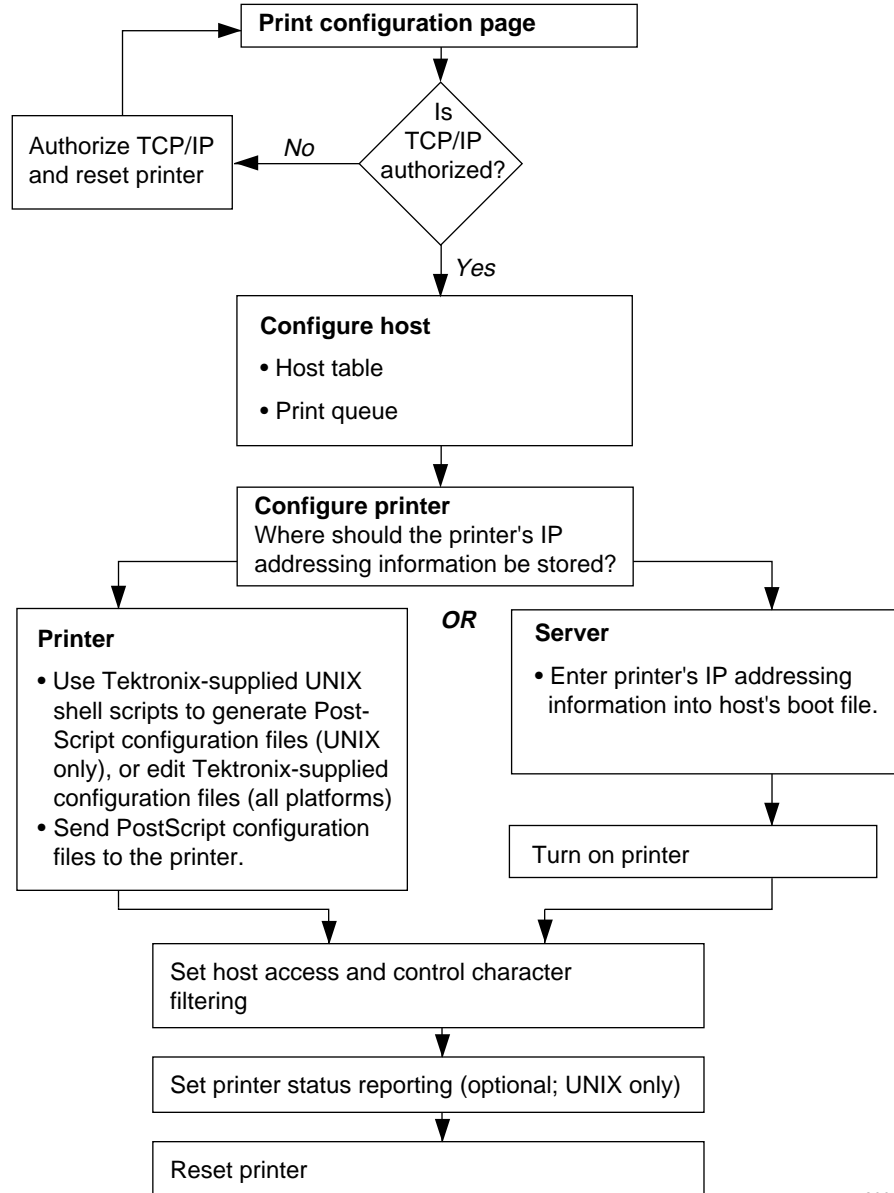 Print configuration page
Is
TCP/IP
authorized?
No
Authorize TCP/IP
and reset printer
Yes
Configure host
• Host table
• Print queue
Configure printer
Where should the printer's IP
addressing information be stored?
OR
Printer
• Use Tektronix-supplied UNIX
shell scripts to generate Post-
Script configuration files (UNIX
only), or edit Tektronix-supplied
configuration files (all platforms)
• Send PostScript configuration
files to the printer.
Server
• Enter printer's IP addressing
information into host's boot file.
Turn on printer
Set host access and control character
filtering
Set printer status reporting (optional; UNIX only)
Reset printer